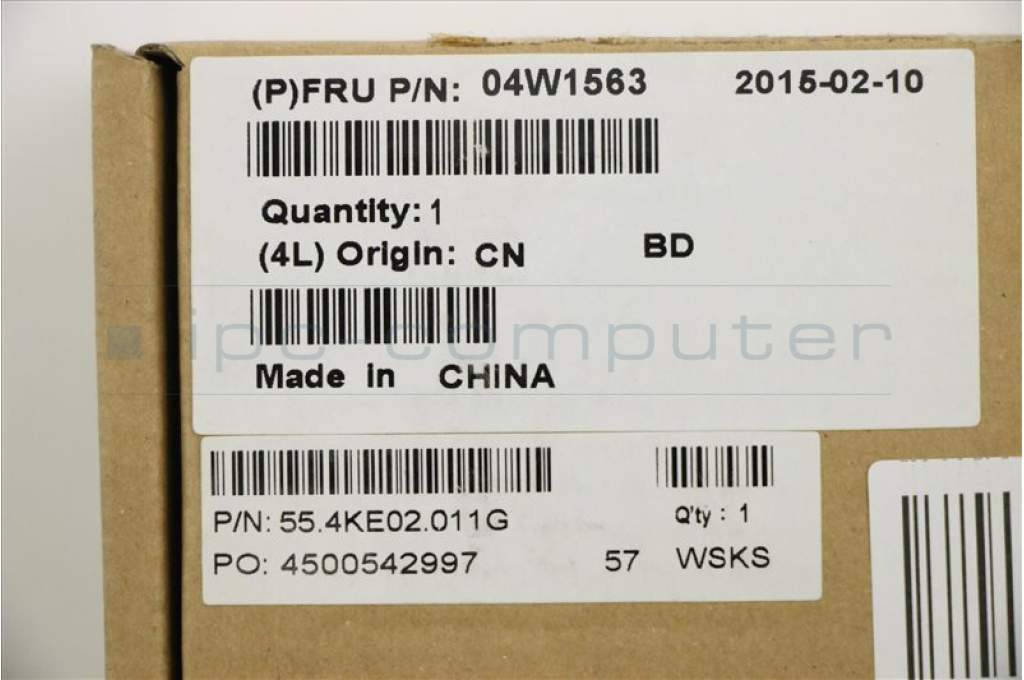 (P)FRU P/N: 04W1563 2015-02-10
Quantity: 1
(4L) Origin: CN BD
ipc-computer
Made in CHINA
P/N: 55.4KE02.011G Q'ty : 1
PO: 4500542997 57 WSKS